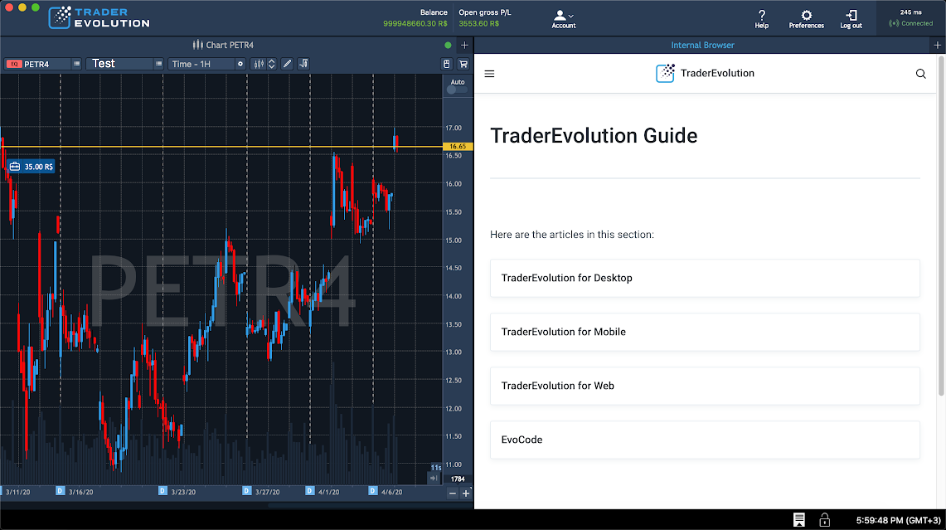 TRADER
EVOLUTION
Balance
999948660.30 R$
Open gross P/L
3553.60 R$
Account
Help
Preferences
Log out
245 ms
Connected
Chart PETR4
Internal Browser
PETR4
Test
Time - 1H
Auto
TraderEvolution
17.00
16.65
16.50
35.00 R$
16.00
15.50
15.00
14.50
14.00
13.50
13.00
12.50
12.00
11.50
11.00
PETR4
11s
1784
3/11/20
D
3/16/20
D
3/23/20
D
3/27/20
D
4/1/20
D
4/6/20
TraderEvolution Guide
Here are the articles in this section:
TraderEvolution for Desktop
TraderEvolution for Mobile
TraderEvolution for Web
EvoCode
5:59:48 PM (GMT+3)